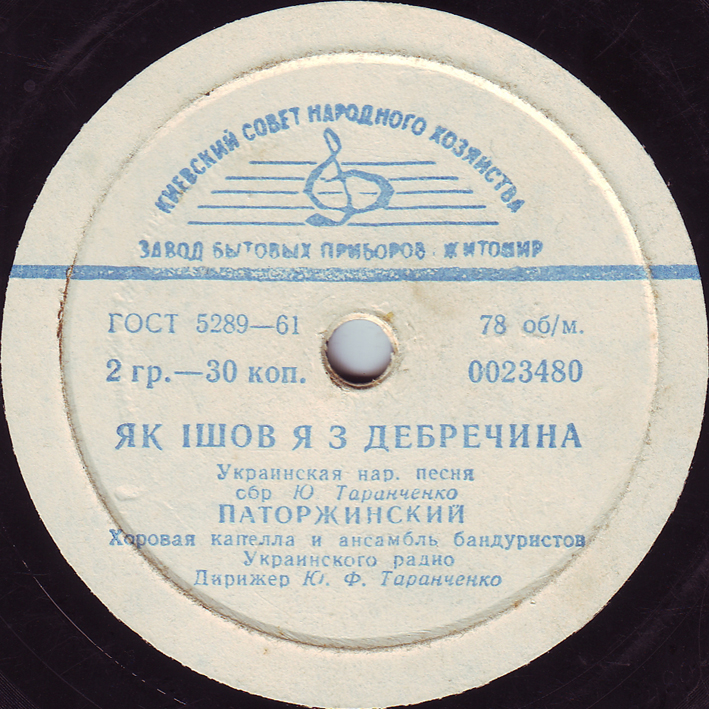 КИЕВСКИЙ СОВЕТ НАРОДНОГО ХОЗЯЙСТВА
ЗАВОД БЫТОВЫХ ПРИБОРОВ · ЖИТОМИР
ГОСТ 5289—61 78 об/м.
2 гр.—30 коп. 0023480
ЯК ІШОВ Я З ДЕБРЕЧИНА
Украинская нар. песня
обр Ю Таранченко
ПАТОРЖИНСКИЙ
Хоровая капелла и ансамбль бандуристов
Украинского радио
Дирижер Ю. Ф. Таранченко